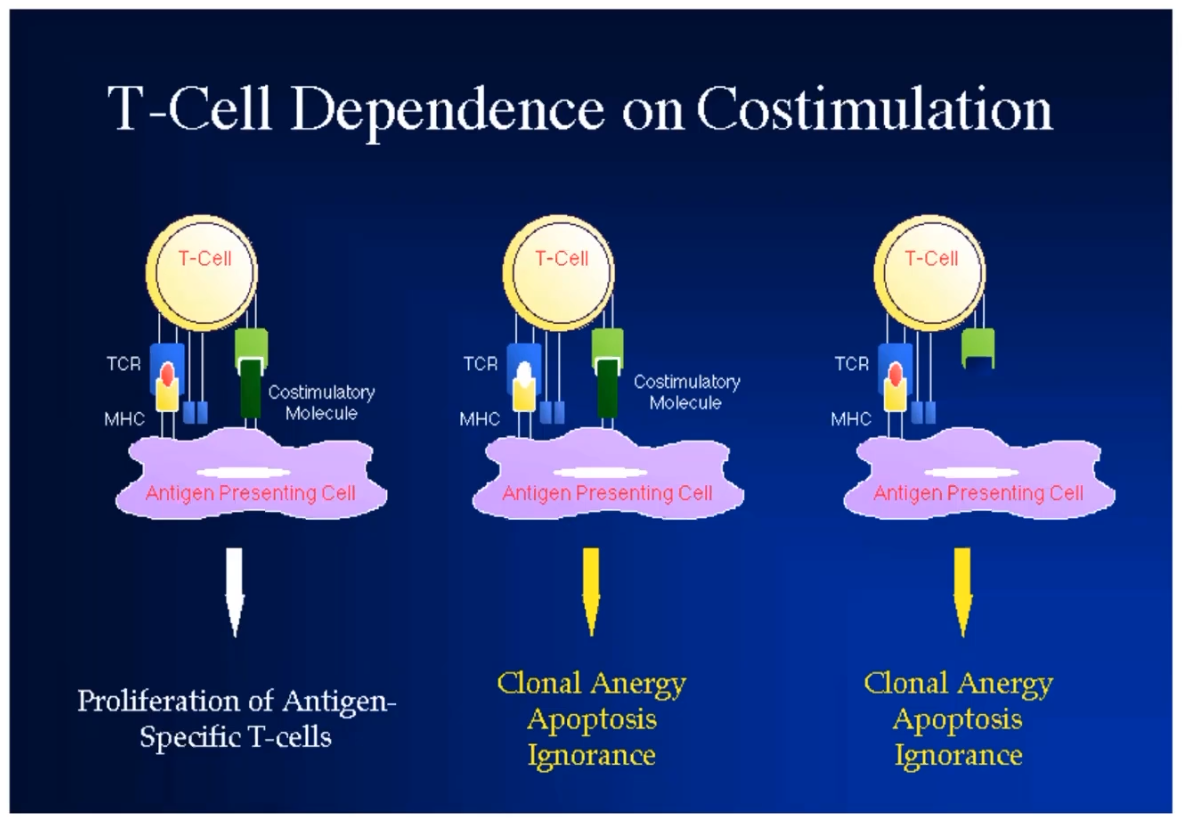 T-Cell Dependence on Costimulation
T-Cell
TCR
MHC
Costimulatory
Molecule
Antigen Presenting Cell
Proliferation of Antigen-
Specific T-cells
T-Cell
TCR
MHC
Costimulatory
Molecule
Antigen Presenting Cell
Clonal Anergy
Apoptosis
Ignorance
T-Cell
TCR
MHC
Antigen Presenting Cell
Clonal Anergy
Apoptosis
Ignorance